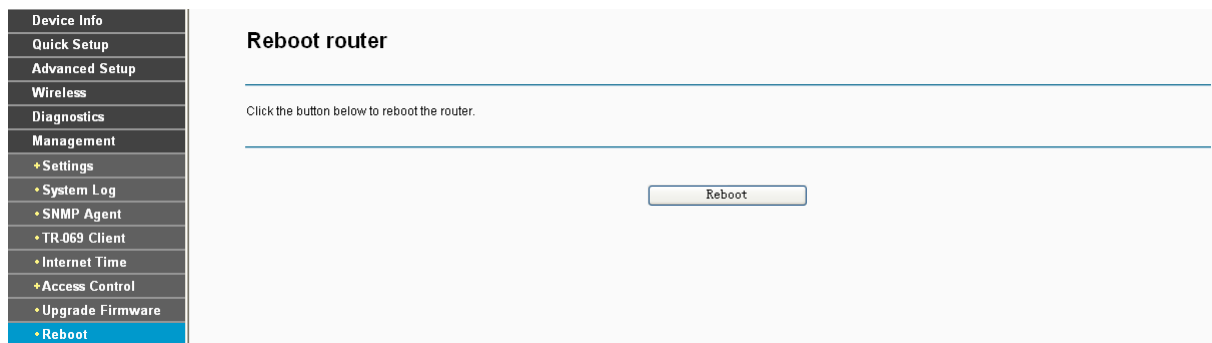 Device Info
Quick Setup
Advanced Setup
Wireless
Diagnostics
Management
+Settings
•System Log
•SNMP Agent
•TR-069 Client
•Internet Time
+Access Control
•Upgrade Firmware
•Reboot
Reboot router
Click the button below to reboot the router.
Reboot